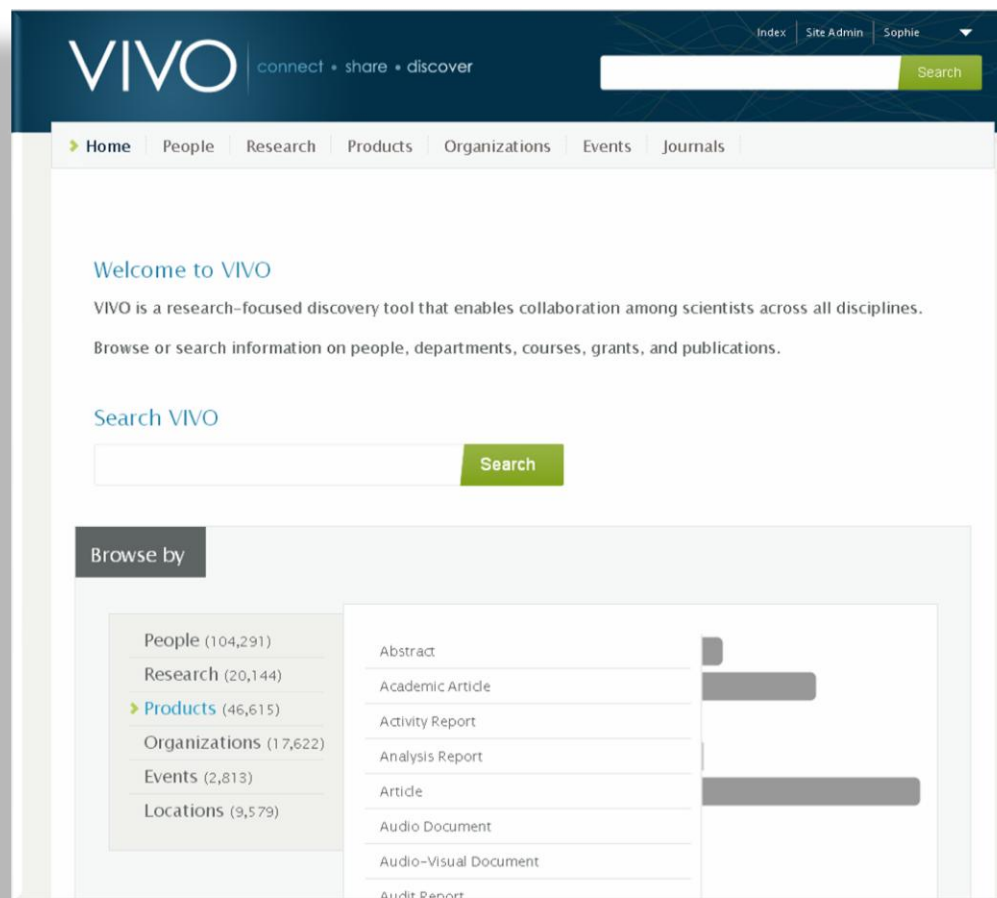 Index Site Admin Sophie
VIVO connect • share • discover
Search
Home People Research Products Organizations Events Journals
Welcome to VIVO
VIVO is a research-focused discovery tool that enables collaboration among scientists across all disciplines.
Browse or search information on people, departments, courses, grants, and publications.
Search VIVO
Search
Browse by
People (104,291)
Research (20,144)
Products (46,615)
Organizations (17,622)
Events (2,813)
Locations (9,579)
Abstract
Academic Article
Activity Report
Analysis Report
Article
Audio Document
Audio-Visual Document
Audit Report